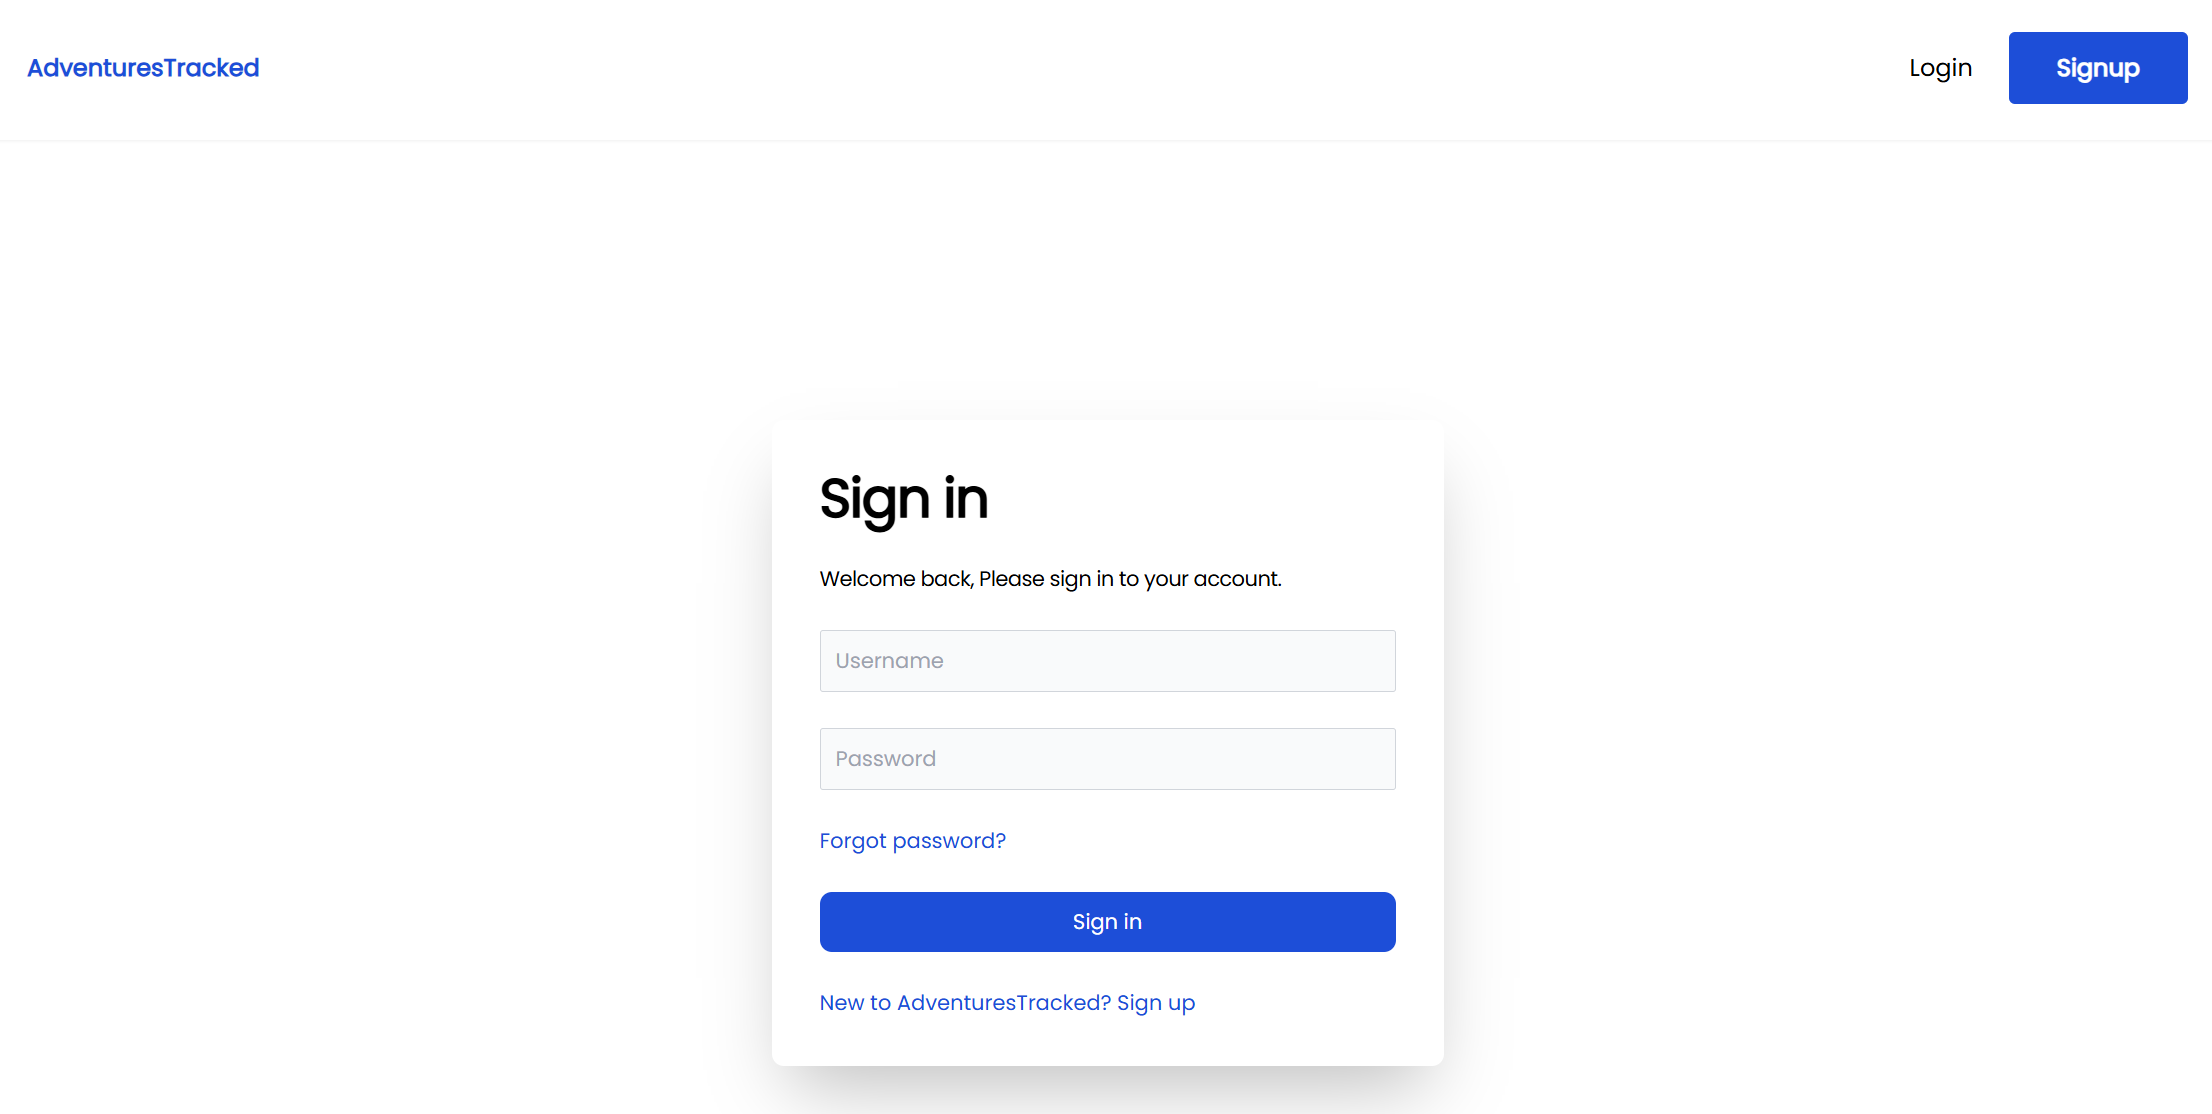 AdventuresTracked
Login
Signup
Sign in
Welcome back, Please sign in to your account.
Username
Password
Forgot password?
Sign in
New to AdventuresTracked? Sign up